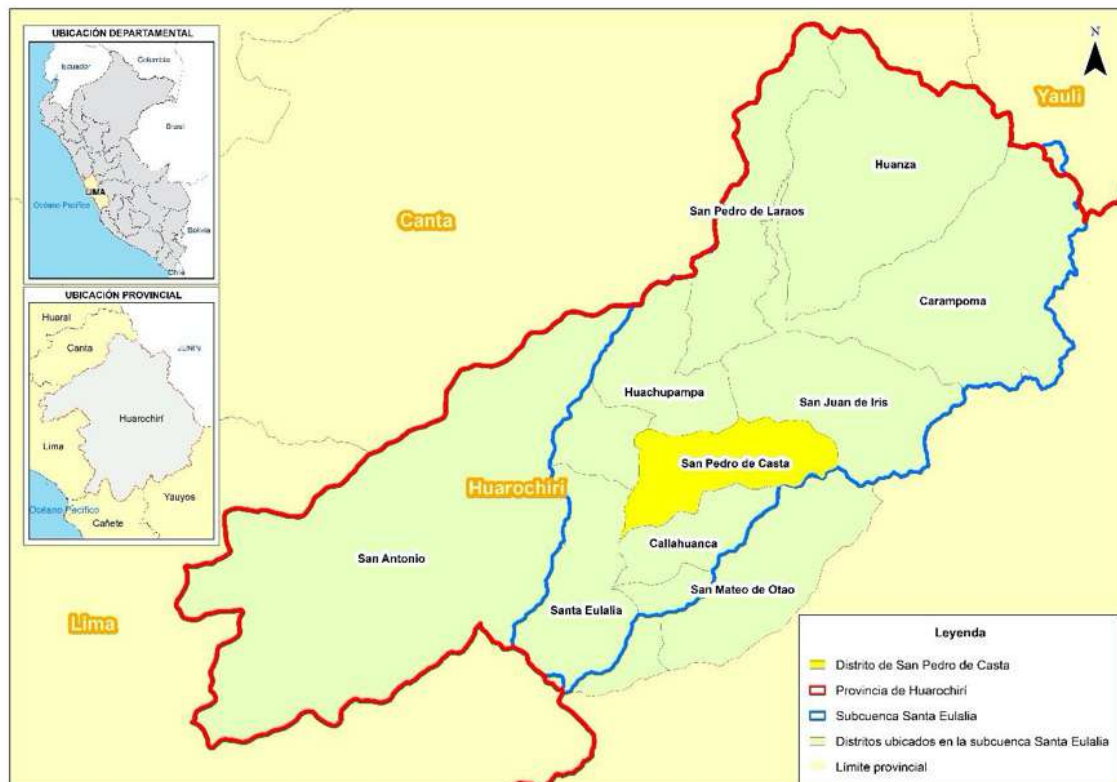 UBICACIÓN DEPARTAMENTAL
Ecuador
Colombia
Brasil
LIMA
Océano Pacífico
Bolivia
Chile
UBICACIÓN PROVINCIAL
Huaral
Canta
JUNIN
Huarochirí
Lima
Yauyos
Océano Pacífico
Cañete
N
Yauli
Huanza
San Pedro de Laraos
Canta
Carampoma
Huachupampa
San Juan de Iris
San Pedro de Casta
Huarochirí
Callahuanca
San Antonio
San Mateo de Otao
Santa Eulalia
Lima
Leyenda
Distrito de San Pedro de Casta
Provincia de Huarochirí
Subcuenca Santa Eulalia
Distritos ubicados en la subcuenca Santa Eulalia
Límite provincial